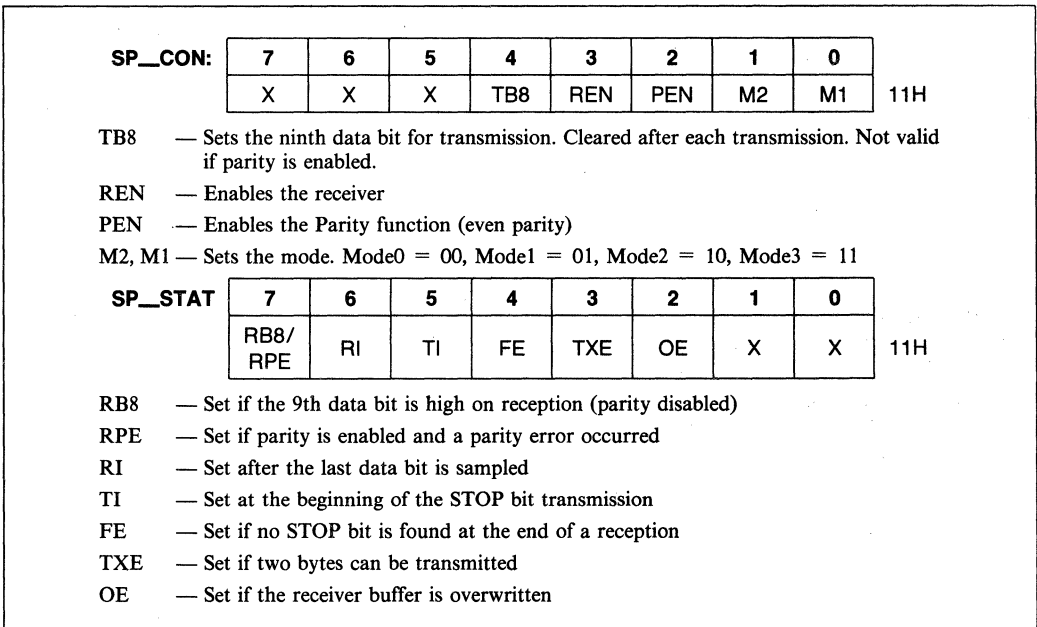 SP__CON: 7 6 5 4 3 2 1 0
X X X TB8 REN PEN M2 M1 11H
TB8 — Sets the ninth data bit for transmission. Cleared after each transmission. Not valid
if parity is enabled.
REN — Enables the receiver
PEN — Enables the Parity function (even parity)
M2, M1 — Sets the mode. Mode0 = 00, Mode1 = 01, Mode2 = 10, Mode3 = 11
SP__STAT 7 6 5 4 3 2 1 0
RB8/
RPE RI TI FE TXE OE X X 11H
RB8 — Set if the 9th data bit is high on reception (parity disabled)
RPE — Set if parity is enabled and a parity error occurred
RI — Set after the last data bit is sampled
TI — Set at the beginning of the STOP bit transmission
FE — Set if no STOP bit is found at the end of a reception
TXE — Set if two bytes can be transmitted
OE — Set if the receiver buffer is overwritten